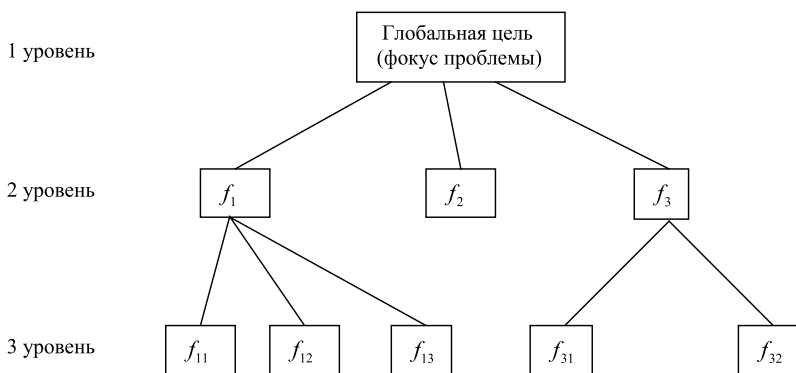 1 уровень
Глобальная цель
(фокус проблемы)
2 уровень
f₁
f₂
f₃
3 уровень
f₁₁
f₁₂
f₁₃
f₃₁
f₃₂